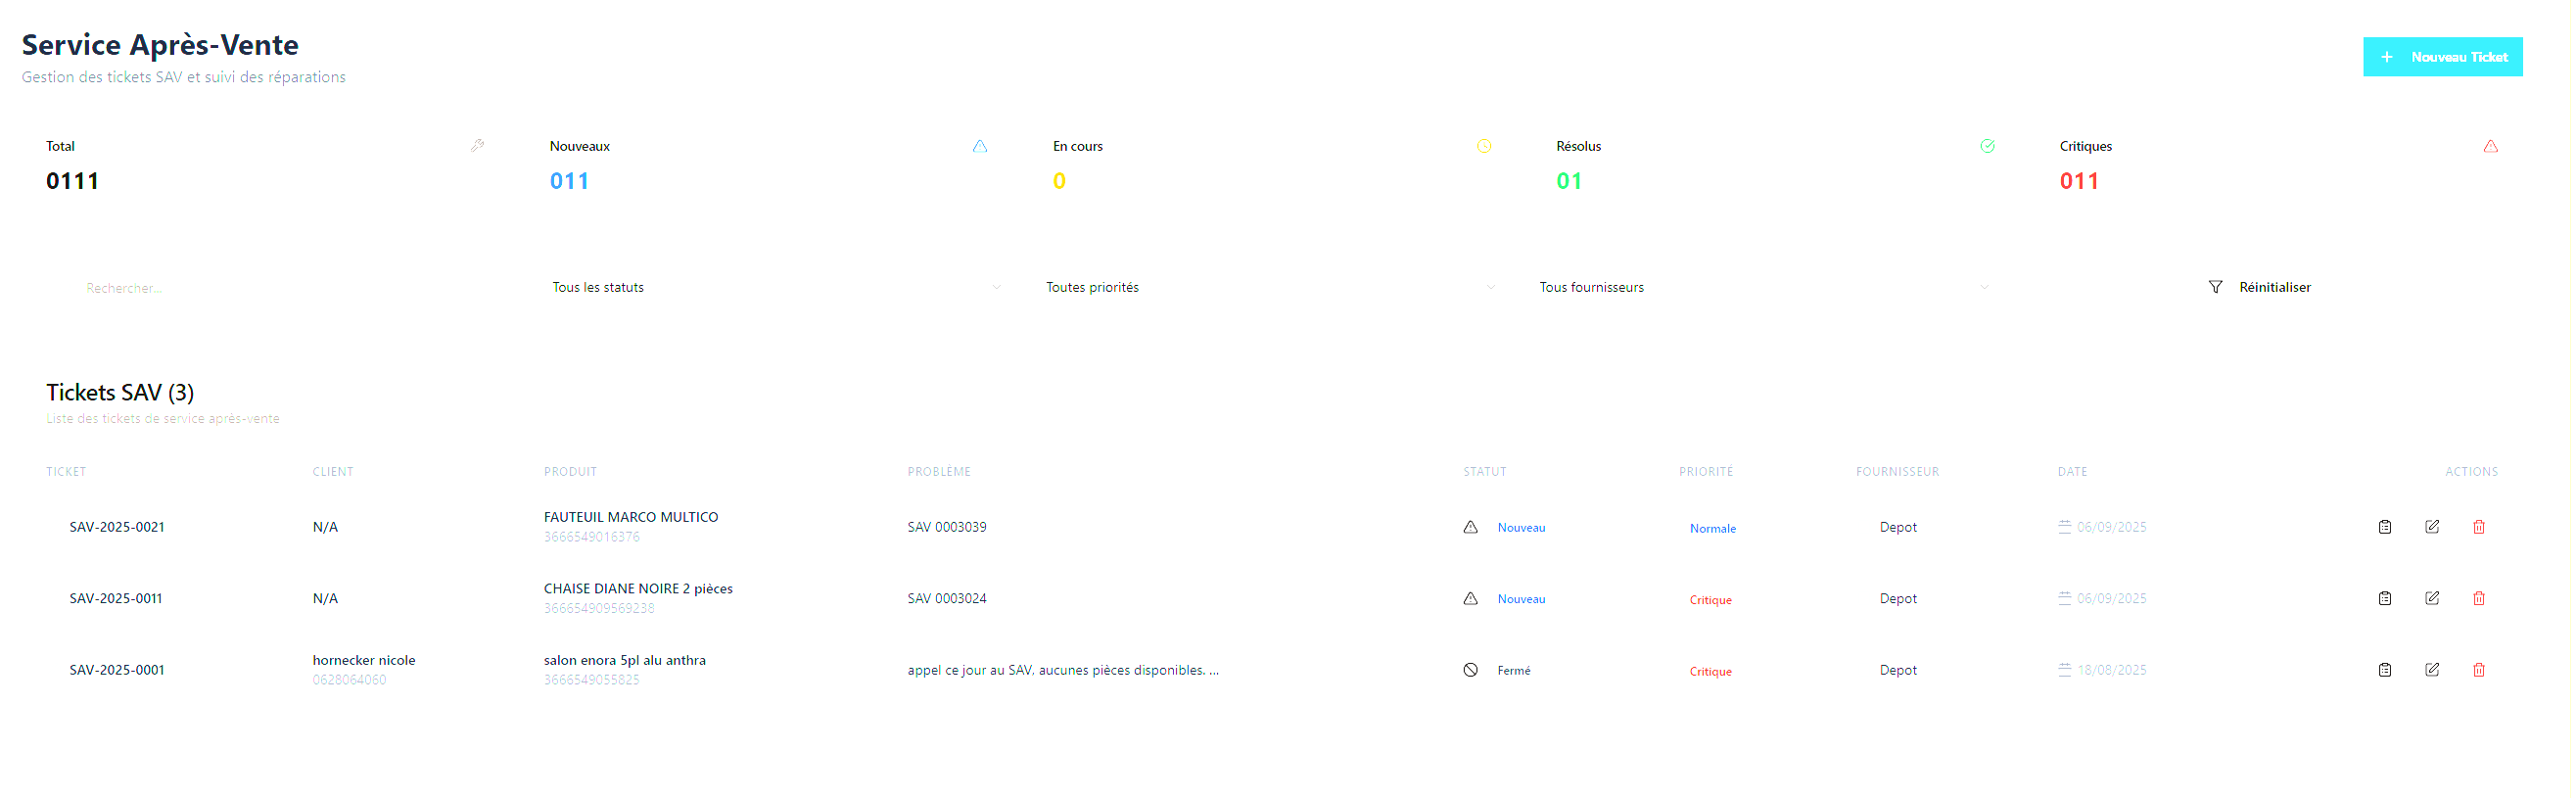 Service Après-Vente
Gestion des tickets SAV et suivi des réparations
+ Nouveau Ticket
Total
0111
Nouveaux
011
En cours
0
Résolus
01
Critiques
011
Rechercher...
Tous les statuts
Toutes priorités
Tous fournisseurs
Réinitialiser
Tickets SAV (3)
Liste des tickets de service après-vente
TICKET CLIENT PRODUIT PROBLÈME STATUT PRIORITÉ FOURNISSEUR DATE ACTIONS
SAV-2025-0021 N/A FAUTEUIL MARCO MULTICO SAV 0003039 Nouveau Normale Depot 06/09/2025
3666549016376
SAV-2025-0011 N/A CHAISE DIANE NOIRE 2 pièces SAV 0003024 Nouveau Critique Depot 06/09/2025
366654909569238
SAV-2025-0001 hornecker nicole salon enora 5pl alu anthra appel ce jour au SAV, aucunes pièces disponibles. ... Fermé Critique Depot 18/08/2025
0628064060 3666549055825